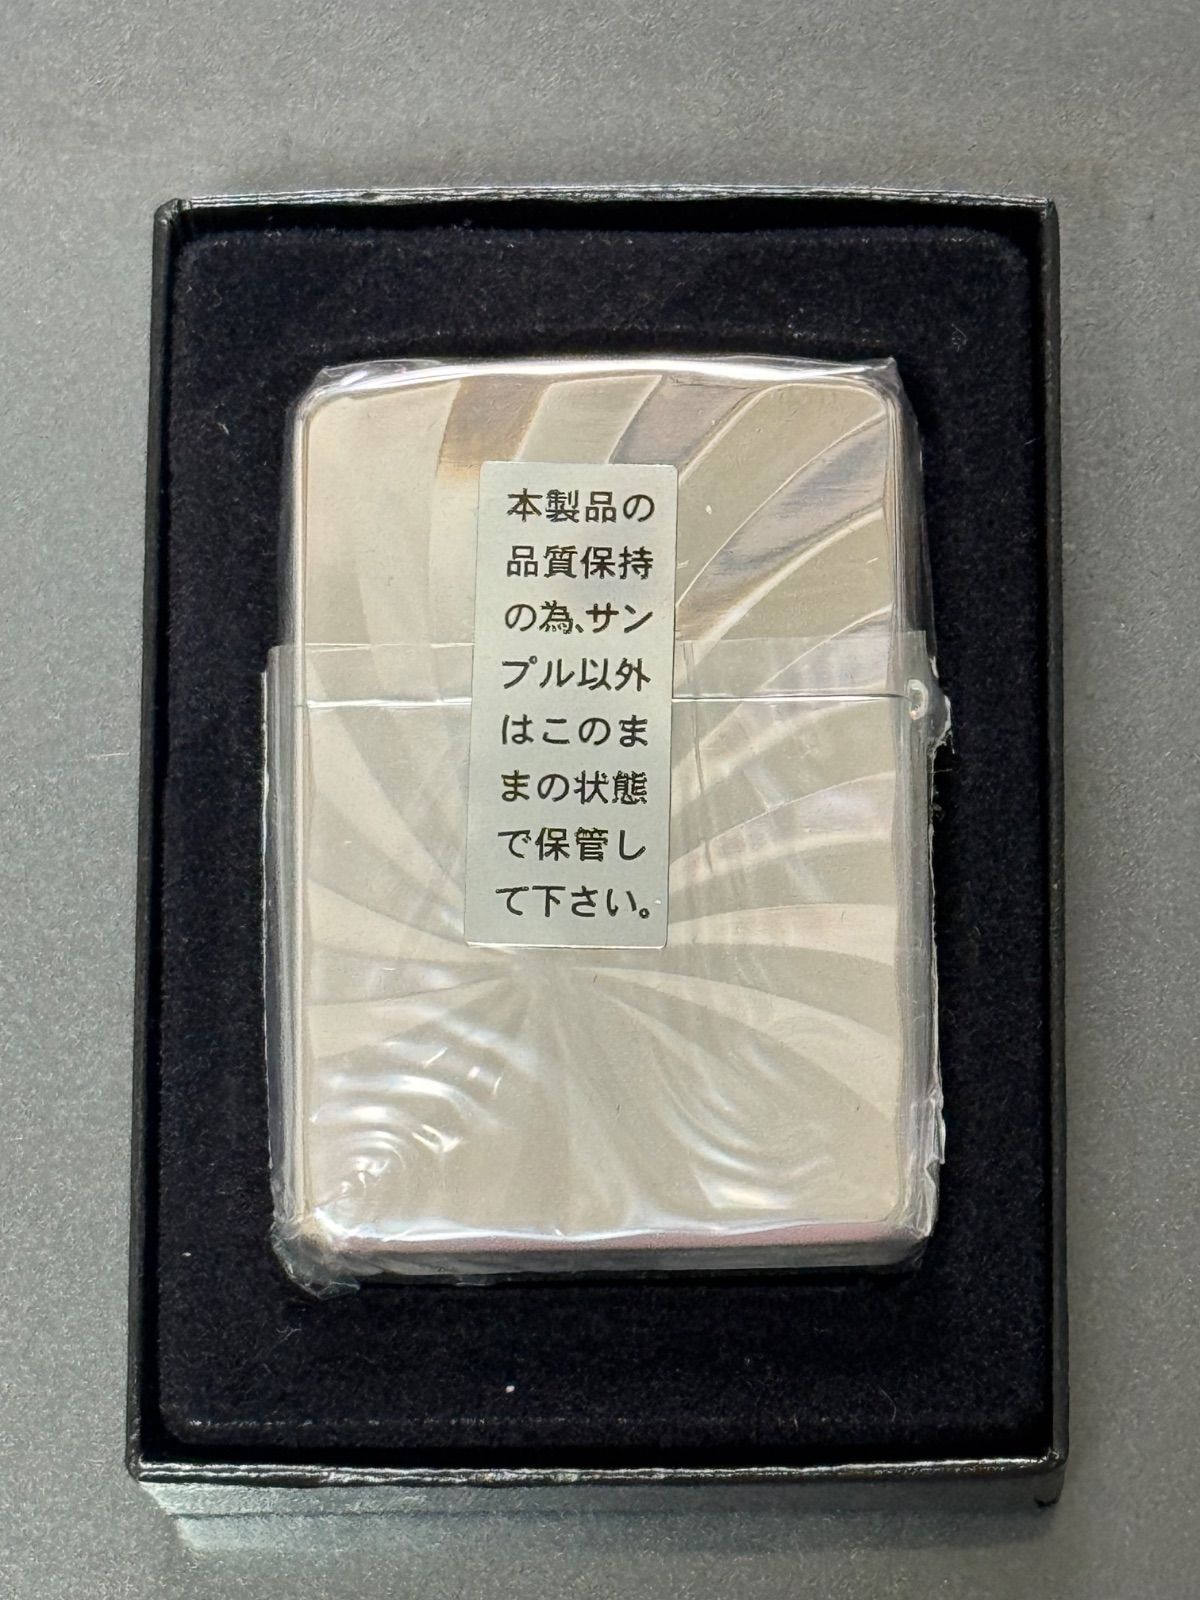 本製品の
品質保持
の為、サン
プル以外
はこのま
まの状態
で保管し
て下さい。